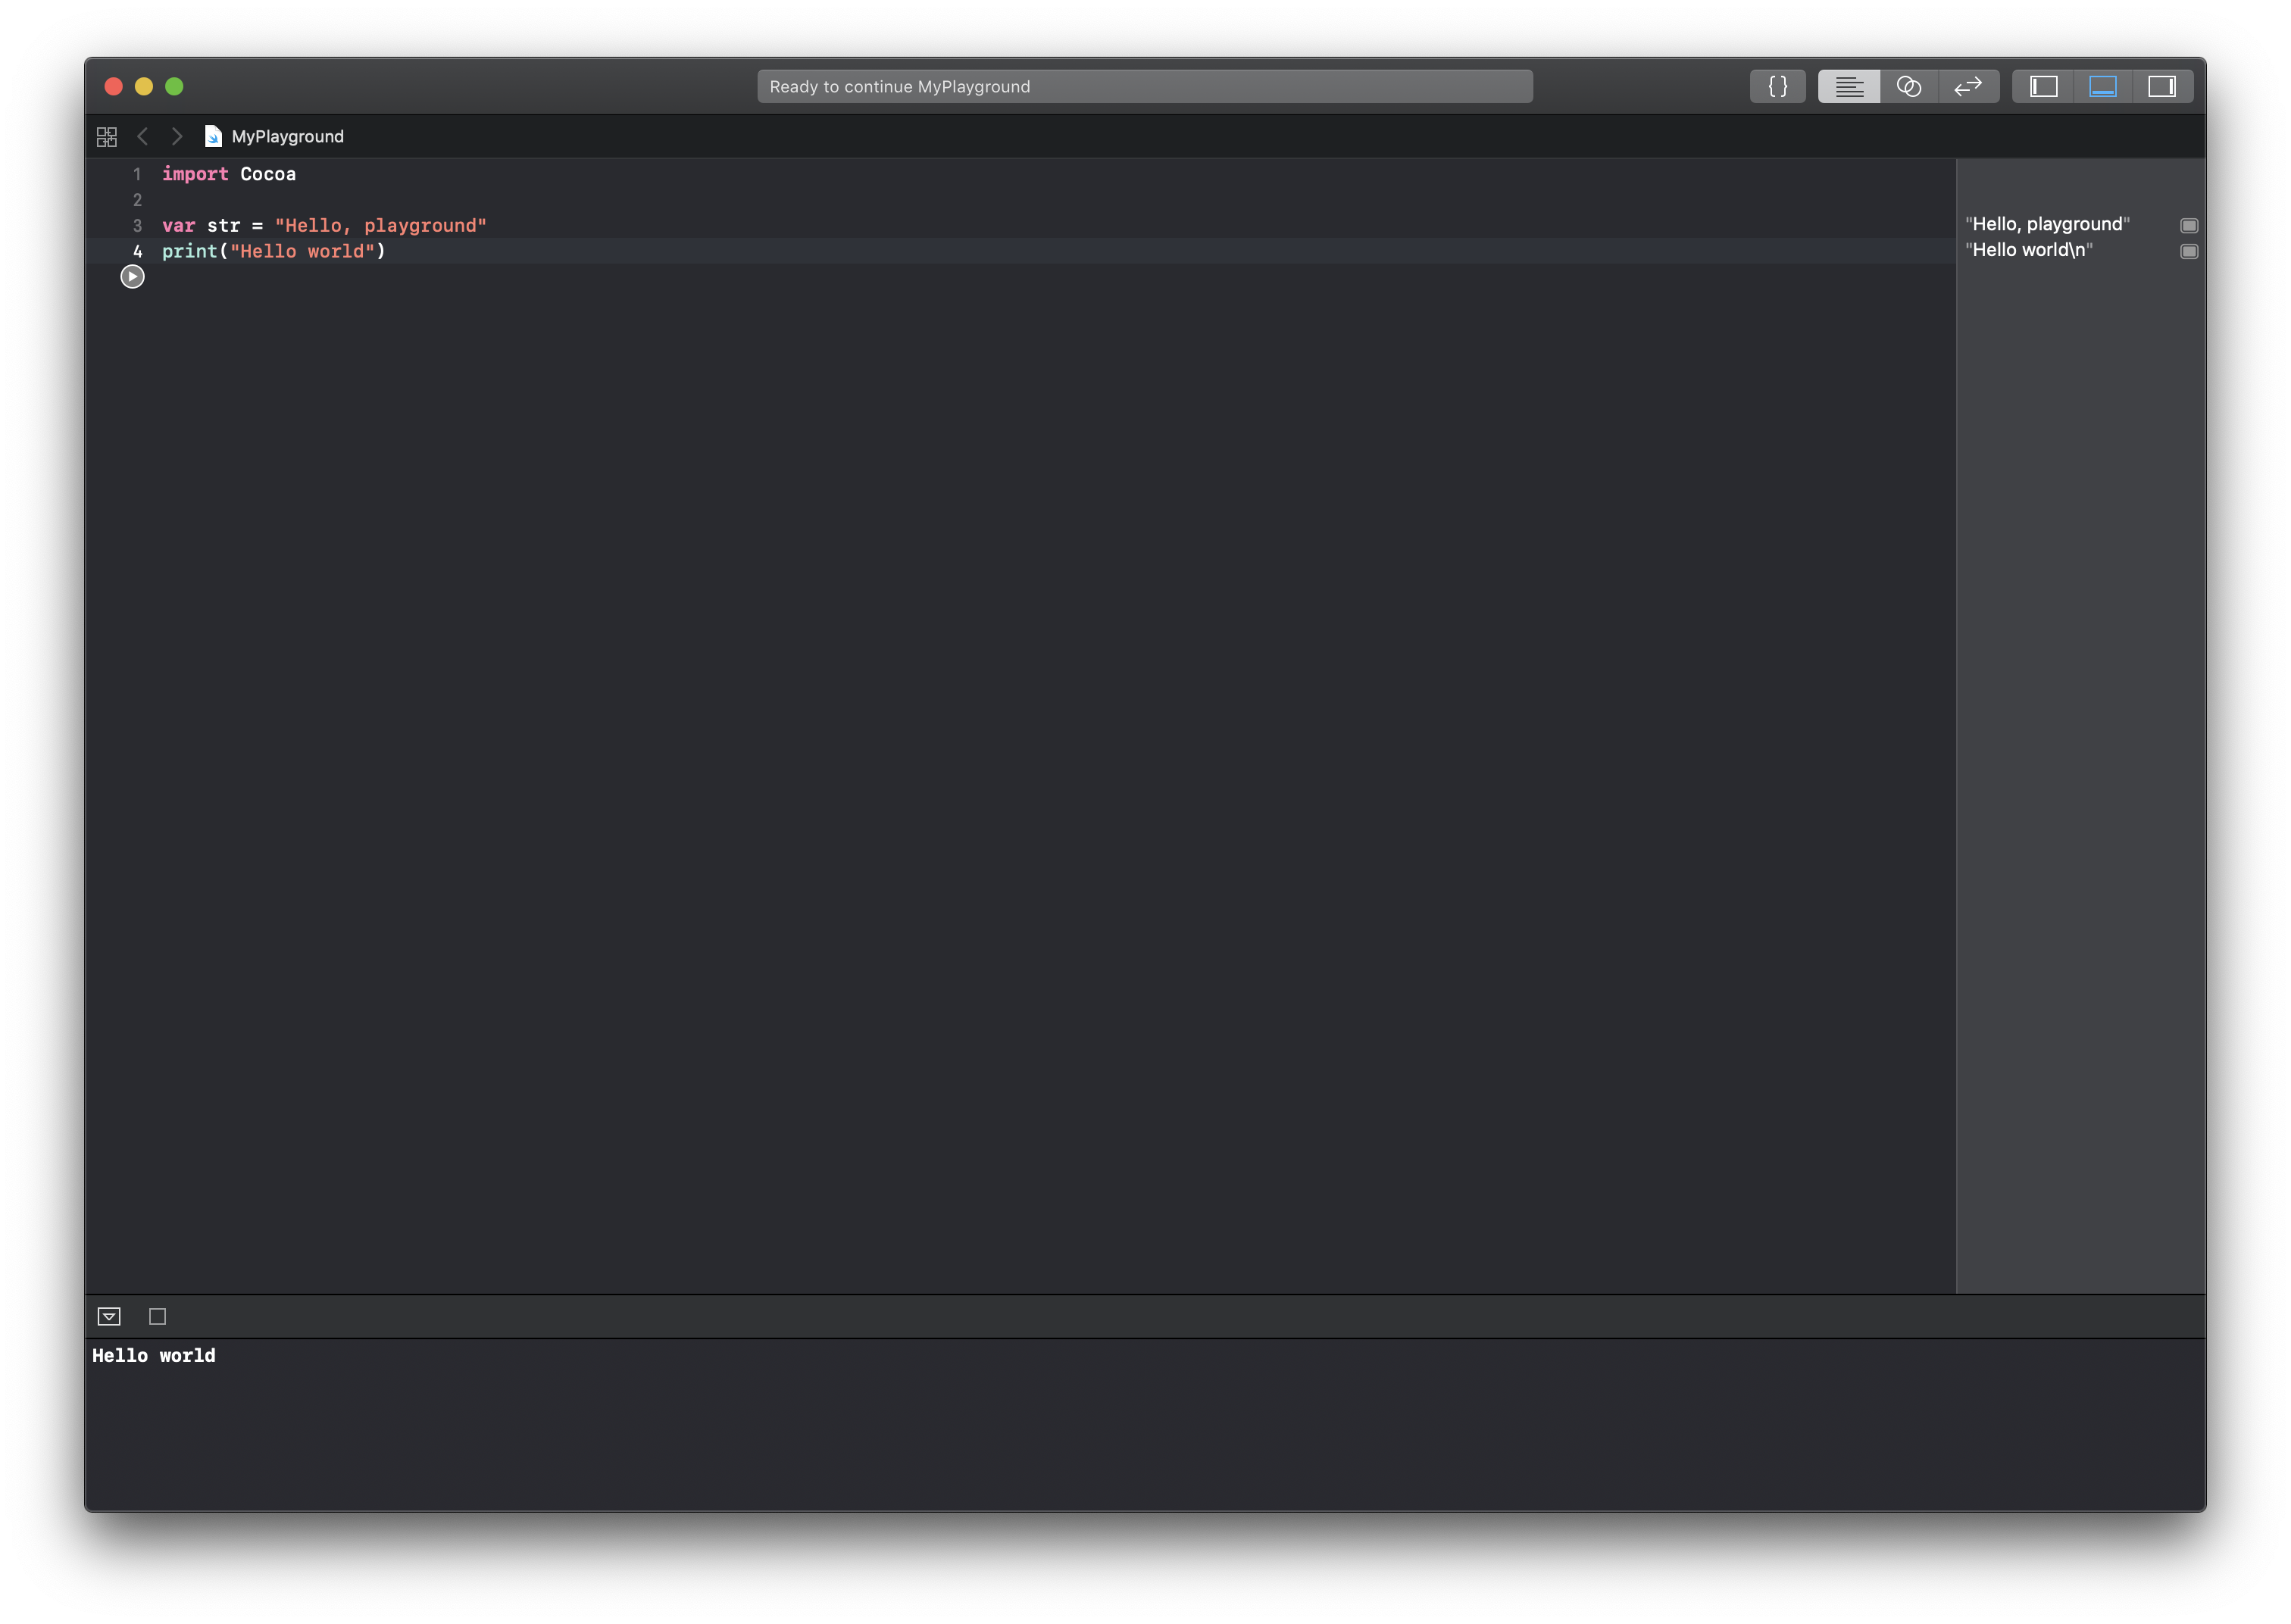 Ready to continue MyPlayground
{ }
MyPlayground
1 import Cocoa
2
3 var str = "Hello, playground"
4 print("Hello world")
"Hello, playground"
"Hello world\n"
Hello world